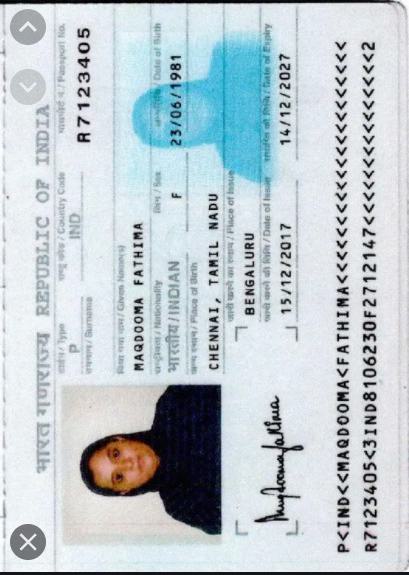 भारत गणराज्य REPUBLIC OF INDIA
टाईप / Type राष्ट्र कोड / Country Code पासपोर्ट नं. / Passport No.
P IND R7123405
उपनाम / Surname
दिया गया नाम / Given Name(s)
MAQDOOMA FATHIMA
राष्ट्रीयता / Nationality लिंग / Sex जन्मतिथि / Date of Birth
भारतीय / INDIAN F 23/06/1981
जन्म स्थान / Place of Birth
CHENNAI, TAMIL NADU
जारी करने का स्थान / Place of Issue
BENGALURU
जारी करने की तिथि / Date of Issue समाप्ति की तिथि / Date of Expiry
15/12/2017 14/12/2027
P<IND<<MAQDOOMA<FATHIMA<<<<<<<<<<<<<<<<<<<<<
R7123405<3IND8106230F2712147<<<<<<<<<<<<<<<2